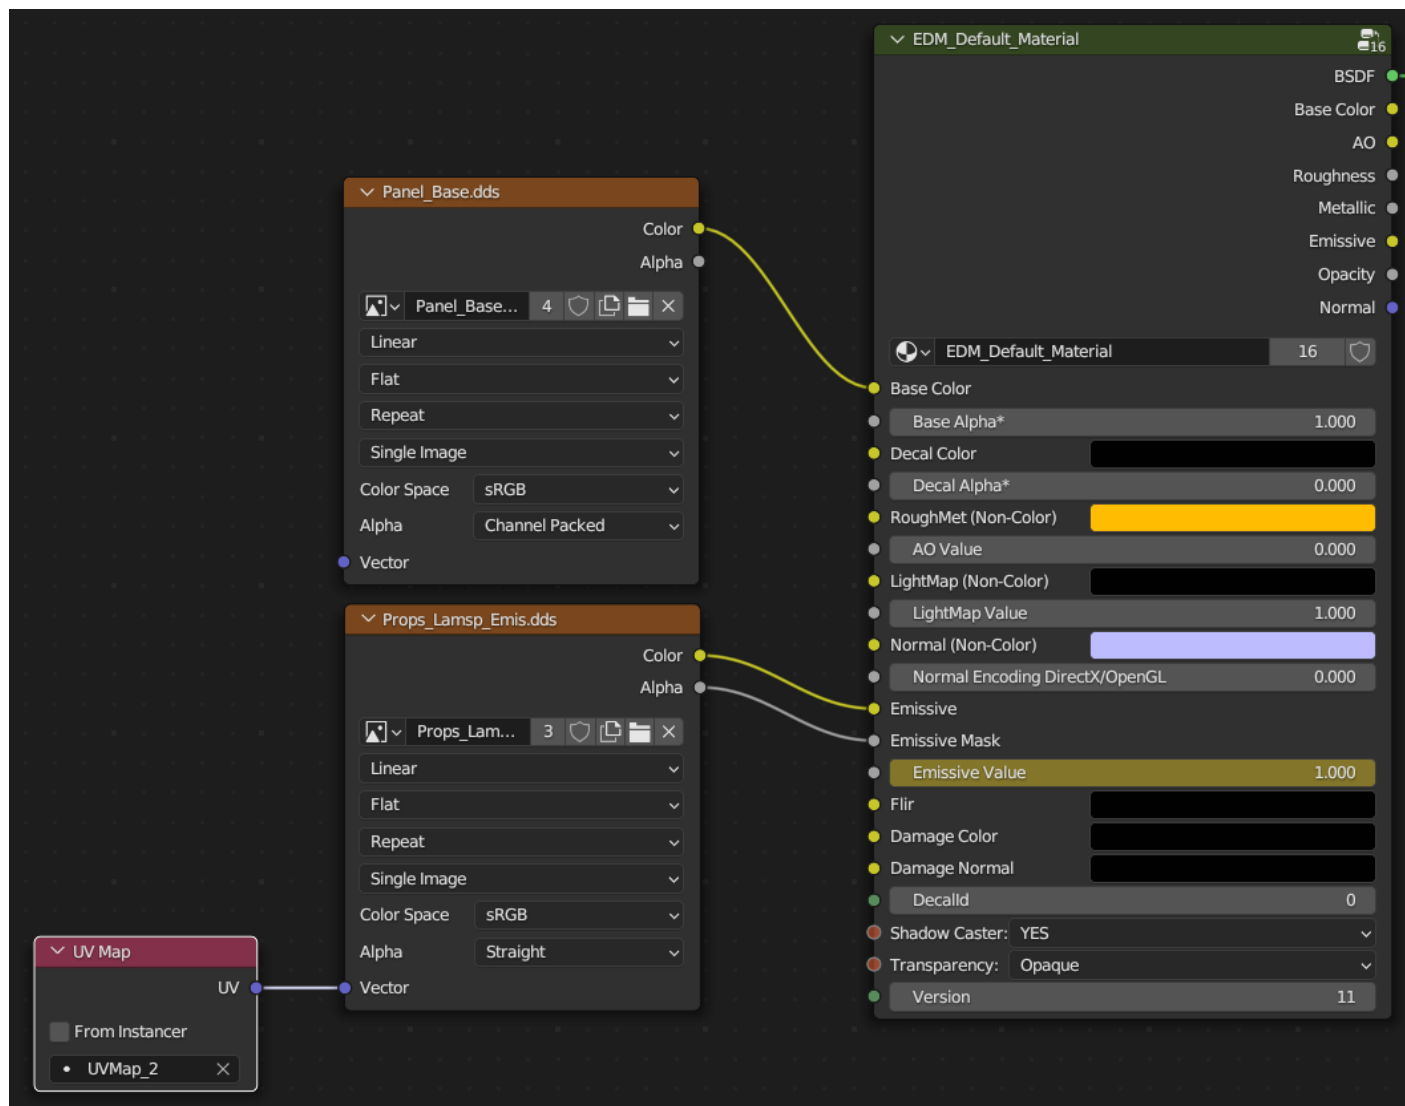 EDM_Default_Material
16
BSDF
Base Color
AO
Roughness
Metallic
Emissive
Opacity
Normal
EDM_Default_Material 16
Base Color
Base Alpha* 1.000
Decal Color
Decal Alpha* 0.000
RoughMet (Non-Color)
AO Value 0.000
LightMap (Non-Color)
LightMap Value 1.000
Normal (Non-Color)
Normal Encoding DirectX/OpenGL 0.000
Emissive
Emissive Mask
Emissive Value 1.000
Flir
Damage Color
Damage Normal
DecalId 0
Shadow Caster: YES
Transparency: Opaque
Version 11
Panel_Base.dds
Color
Alpha
Panel_Base... 4
Linear
Flat
Repeat
Single Image
Color Space sRGB
Alpha Channel Packed
Vector
Props_Lamsp_Emis.dds
Color
Alpha
Props_Lam... 3
Linear
Flat
Repeat
Single Image
Color Space sRGB
Alpha Straight
Vector
UV Map
UV
From Instancer
UVMap_2